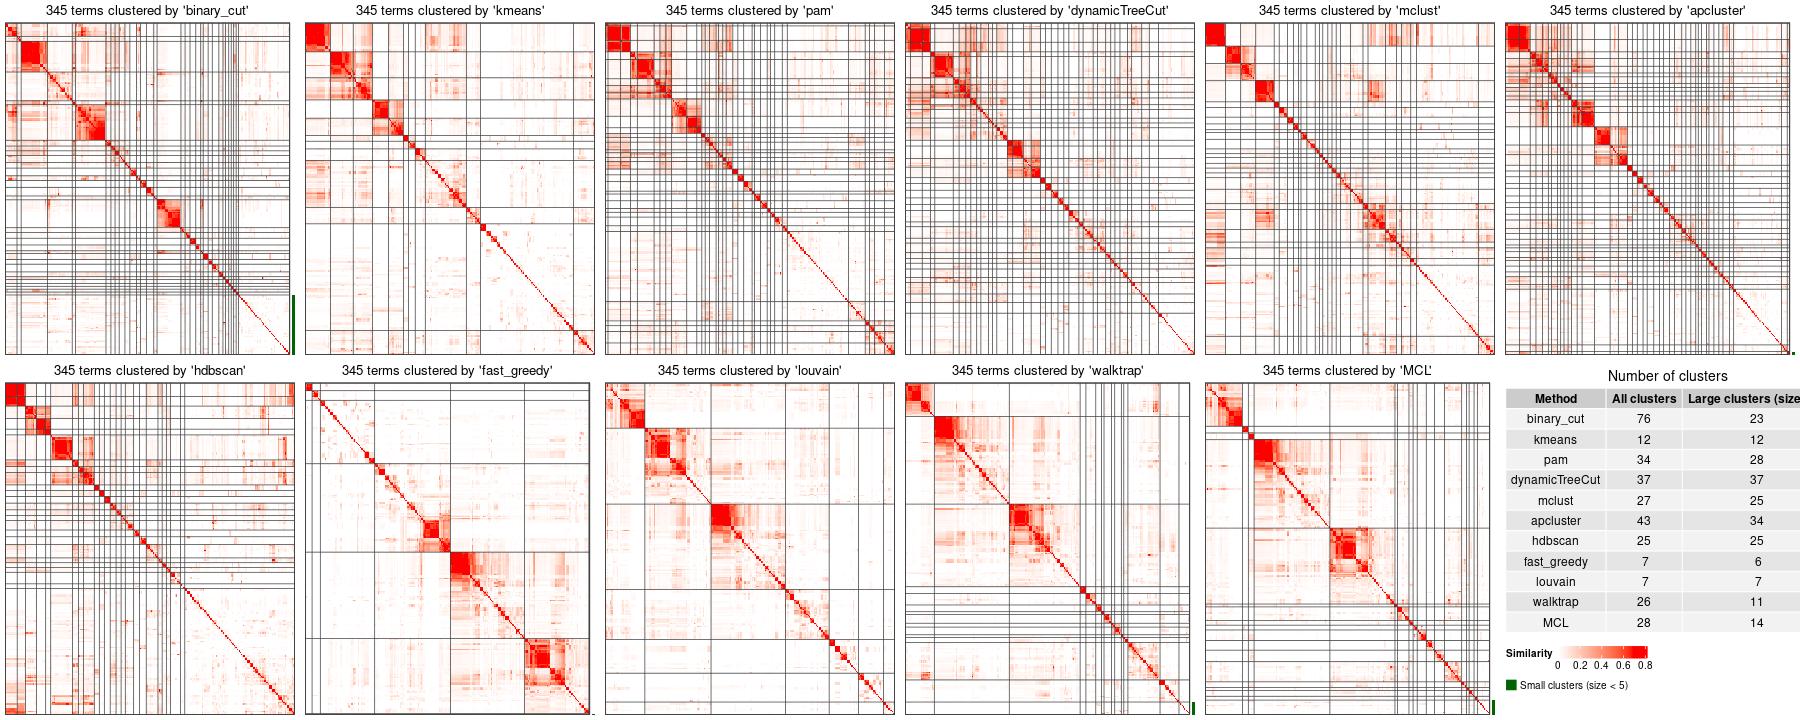 345 terms clustered by 'binary_cut'
345 terms clustered by 'kmeans'
345 terms clustered by 'pam'
345 terms clustered by 'dynamicTreeCut'
345 terms clustered by 'mclust'
345 terms clustered by 'apcluster'
345 terms clustered by 'hdbscan'
345 terms clustered by 'fast_greedy'
345 terms clustered by 'louvain'
345 terms clustered by 'walktrap'
345 terms clustered by 'MCL'
Number of clusters
Method All clusters Large clusters (size
binary_cut 76 23
kmeans 12 12
pam 34 28
dynamicTreeCut 37 37
mclust 27 25
apcluster 43 34
hdbscan 25 25
fast_greedy 7 6
louvain 7 7
walktrap 26 11
MCL 28 14
Similarity
0 0.2 0.4 0.6 0.8
Small clusters (size < 5)